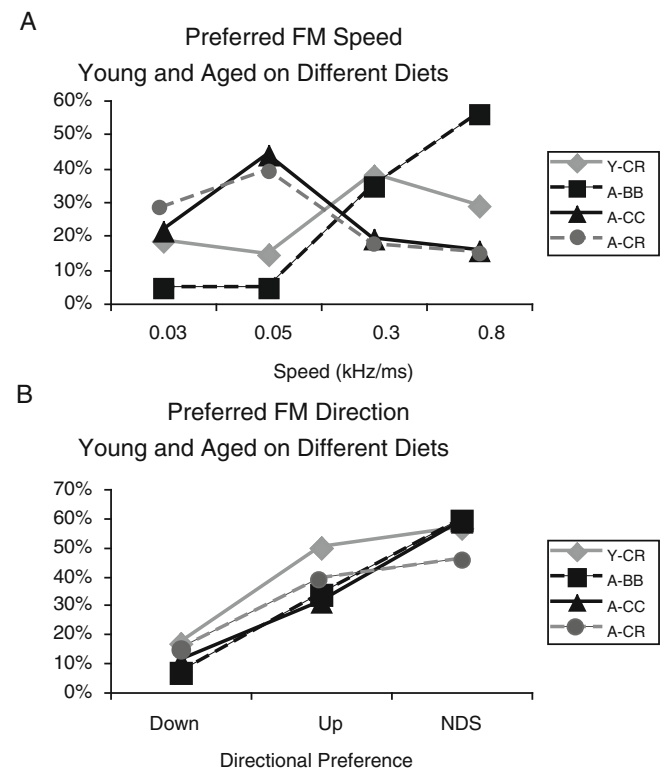 A
Preferred FM Speed
Young and Aged on Different Diets
60%
50%
40%
30%
20%
10%
0%
0.03 0.05 0.3 0.8
Speed (kHz/ms)
Y-CR
A-BB
A-CC
A-CR
B
Preferred FM Direction
Young and Aged on Different Diets
70%
60%
50%
40%
30%
20%
10%
0%
Down Up NDS
Directional Preference
Y-CR
A-BB
A-CC
A-CR